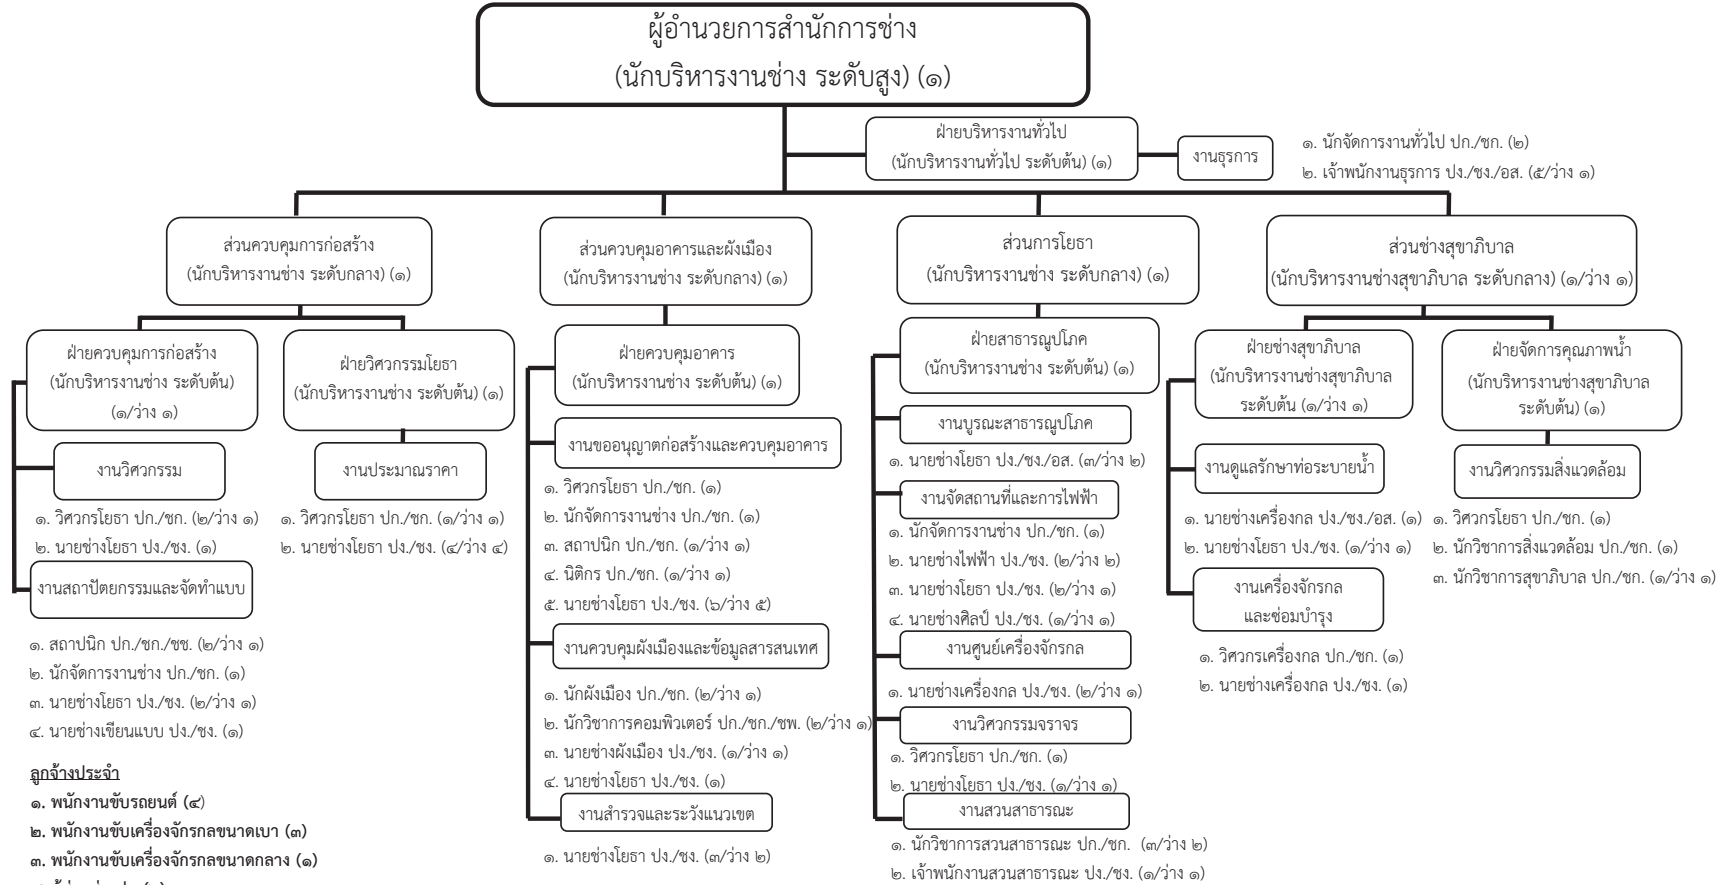 ผู้อำนวยการสำนักการช่าง
(นักบริหารงานช่าง ระดับสูง) (๑)
ฝ่ายบริหารงานทั่วไป
(นักบริหารงานทั่วไป ระดับต้น) (๑)
งานธุรการ
๑. นักจัดการงานทั่วไป ปก./ชก. (๒)
๒. เจ้าพนักงานธุรการ ปง./ชง./อส. (๕/ว่าง ๑)
ส่วนควบคุมการก่อสร้าง
(นักบริหารงานช่าง ระดับกลาง) (๑)
ฝ่ายควบคุมการก่อสร้าง
(นักบริหารงานช่าง ระดับต้น)
(๑/ว่าง ๑)
งานวิศวกรรม
๑. วิศวกรโยธา ปก./ชก. (๒/ว่าง ๑)
๒. นายช่างโยธา ปง./ชง. (๑)
งานสถาปัตยกรรมและจัดทำแบบ
๑. สถาปนิก ปก./ชก./ชช. (๒/ว่าง ๑)
๒. นักจัดการงานช่าง ปก./ชก. (๑)
๓. นายช่างโยธา ปง./ชง. (๒/ว่าง ๑)
๔. นายช่างเขียนแบบ ปง./ชง. (๑)
ฝ่ายวิศวกรรมโยธา
(นักบริหารงานช่าง ระดับต้น) (๑)
งานประมาณราคา
๑. วิศวกรโยธา ปก./ชก. (๑/ว่าง ๑)
๒. นายช่างโยธา ปง./ชง. (๔/ว่าง ๔)
ส่วนควบคุมอาคารและผังเมือง
(นักบริหารงานช่าง ระดับกลาง) (๑)
ฝ่ายควบคุมอาคาร
(นักบริหารงานช่าง ระดับต้น) (๑)
งานขออนุญาตก่อสร้างและควบคุมอาคาร
๑. วิศวกรโยธา ปก./ชก. (๑)
๒. นักจัดการงานช่าง ปก./ชก. (๑)
๓. สถาปนิก ปก./ชก. (๑/ว่าง ๑)
๔. นิติกร ปก./ชก. (๑/ว่าง ๑)
๕. นายช่างโยธา ปง./ชง. (๖/ว่าง ๕)
งานควบคุมผังเมืองและข้อมูลสารสนเทศ
๑. นักผังเมือง ปก./ชก. (๒/ว่าง ๑)
๒. นักวิชาการคอมพิวเตอร์ ปก./ชก./ชพ. (๒/ว่าง ๑)
๓. นายช่างผังเมือง ปง./ชง. (๑/ว่าง ๑)
๔. นายช่างโยธา ปง./ชง. (๑)
งานสำรวจและระวังแนวเขต
๑. นายช่างโยธา ปง./ชง. (๓/ว่าง ๒)
ส่วนการโยธา
(นักบริหารงานช่าง ระดับกลาง) (๑)
ฝ่ายสาธารณูปโภค
(นักบริหารงานช่าง ระดับต้น) (๑)
งานบูรณะสาธารณูปโภค
๑. นายช่างโยธา ปง./ชง./อส. (๓/ว่าง ๒)
งานจัดสถานที่และการไฟฟ้า
๑. นักจัดการงานช่าง ปก./ชก. (๑)
๒. นายช่างไฟฟ้า ปง./ชง. (๒/ว่าง ๒)
๓. นายช่างโยธา ปง./ชง. (๒/ว่าง ๑)
๔. นายช่างศิลป์ ปง./ชง. (๑/ว่าง ๑)
งานศูนย์เครื่องจักรกล
๑. นายช่างเครื่องกล ปง./ชง. (๒/ว่าง ๑)
งานวิศวกรรมจราจร
๑. วิศวกรโยธา ปก./ชก. (๑)
๒. นายช่างโยธา ปง./ชง. (๑/ว่าง ๑)
งานสวนสาธารณะ
๑. นักวิชาการสวนสาธารณะ ปก./ชก. (๓/ว่าง ๒)
๒. เจ้าพนักงานสวนสาธารณะ ปง./ชง. (๑/ว่าง ๑)
ส่วนช่างสุขาภิบาล
(นักบริหารงานช่างสุขาภิบาล ระดับกลาง) (๑/ว่าง ๑)
ฝ่ายช่างสุขาภิบาล
(นักบริหารงานช่างสุขาภิบาล
ระดับต้น (๑/ว่าง ๑)
งานดูแลรักษาท่อระบายน้ำ
๑. นายช่างเครื่องกล ปง./ชง./อส. (๑)
๒. นายช่างโยธา ปง./ชง. (๑/ว่าง ๑)
งานเครื่องจักรกล
และซ่อมบำรุง
๑. วิศวกรเครื่องกล ปก./ชก. (๑)
๒. นายช่างเครื่องกล ปง./ชง. (๑)
ฝ่ายจัดการคุณภาพน้ำ
(นักบริหารงานช่างสุขาภิบาล
ระดับต้น) (๑)
งานวิศวกรรมสิ่งแวดล้อม
๑. วิศวกรโยธา ปก./ชก. (๑)
๒. นักวิชาการสิ่งแวดล้อม ปก./ชก. (๑)
๓. นักวิชาการสุขาภิบาล ปก./ชก. (๑/ว่าง ๑)
ลูกจ้างประจำ
๑. พนักงานขับรถยนต์ (๔)
๒. พนักงานขับเครื่องจักรกลขนาดเบา (๓)
๓. พนักงานขับเครื่องจักรกลขนาดกลาง (๑)